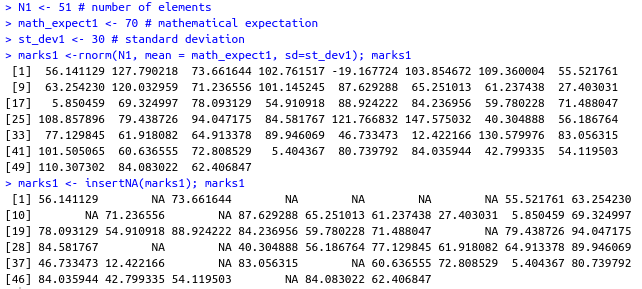 > N1 <- 51 # number of elements
> math_expect1 <- 70 # mathematical expectation
> st_dev1 <- 30 # standard deviation
> marks1 <-rnorm(N1, mean = math_expect1, sd=st_dev1); marks1
[1] 56.141129 127.790218 73.661644 102.761517 -19.167724 103.854672 109.360004 55.521761
[9] 63.254230 120.032959 71.236556 101.145245 87.629288 65.251013 61.237438 27.403031
[17] 5.850459 69.324997 78.093129 54.910918 88.924222 84.236956 59.780228 71.488047
[25] 108.857896 79.438726 94.047175 84.581767 121.766832 147.575032 40.304888 56.186764
[33] 77.129845 61.918082 64.913378 89.946069 46.733473 12.422166 130.579976 83.056315
[41] 101.505065 60.636555 72.808529 5.404367 80.739792 84.035944 42.799335 54.119503
[49] 110.307302 84.083022 62.406847
> marks1 <- insertNA(marks1); marks1
[1] 56.141129 NA 73.661644 NA NA NA NA 55.521761 63.254230
[10] NA 71.236556 NA 87.629288 65.251013 61.237438 27.403031 5.850459 69.324997
[19] 78.093129 54.910918 88.924222 84.236956 59.780228 71.488047 NA 79.438726 94.047175
[28] 84.581767 NA NA 40.304888 56.186764 77.129845 61.918082 64.913378 89.946069
[37] 46.733473 12.422166 NA 83.056315 NA 60.636555 72.808529 5.404367 80.739792
[46] 84.035944 42.799335 54.119503 NA 84.083022 62.406847